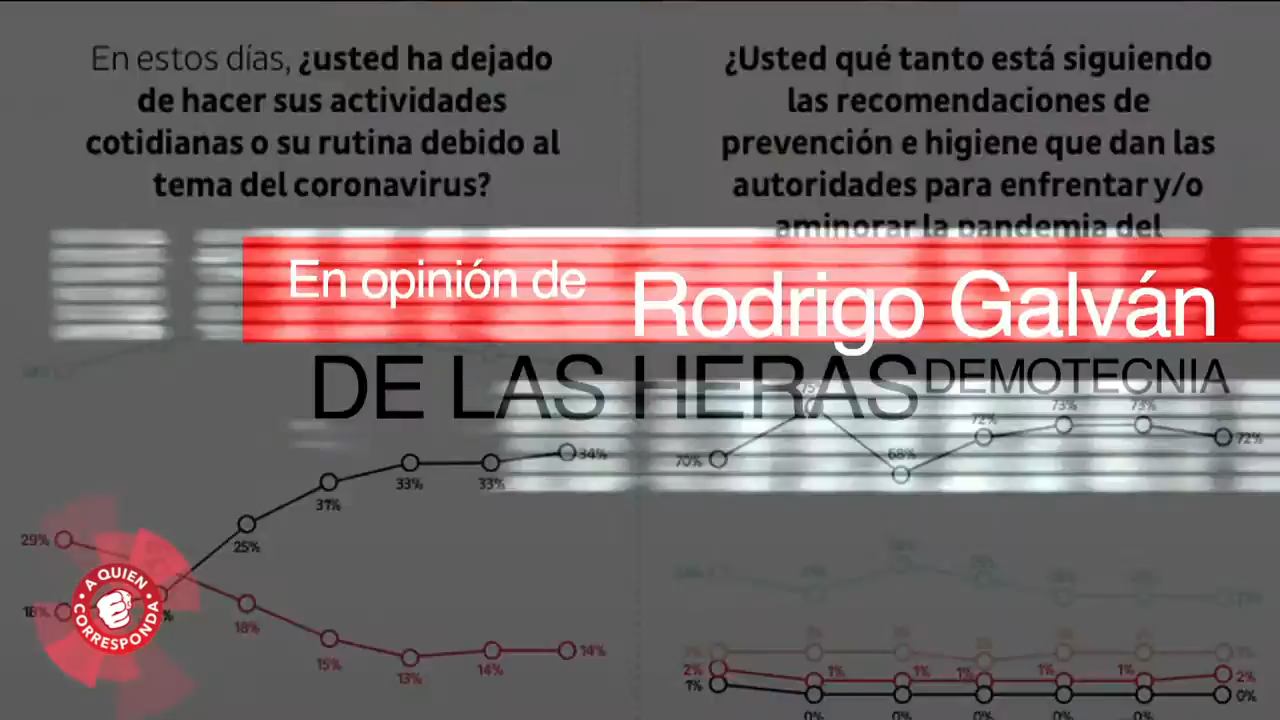 En estos días, ¿usted ha dejado
de hacer sus actividades
cotidianas o su rutina debido al
tema del coronavirus?
¿Usted qué tanto está siguiendo
las recomendaciones de
prevención e higiene que dan las
autoridades para enfrentar y/o
aminorar la pandemia del
En opinión de Rodrigo Galván
DE LAS HERAS DEMOTECNIA
34%
33%
33%
31%
25%
18%
29%
18%
15%
13%
14%
14%
70%
75%
68%
72%
73%
73%
72%
2% 1% 1% 1% 1% 1% 2%
1% 0% 0% 0% 0% 0% 0%
A QUIEN
CORRESPONDA